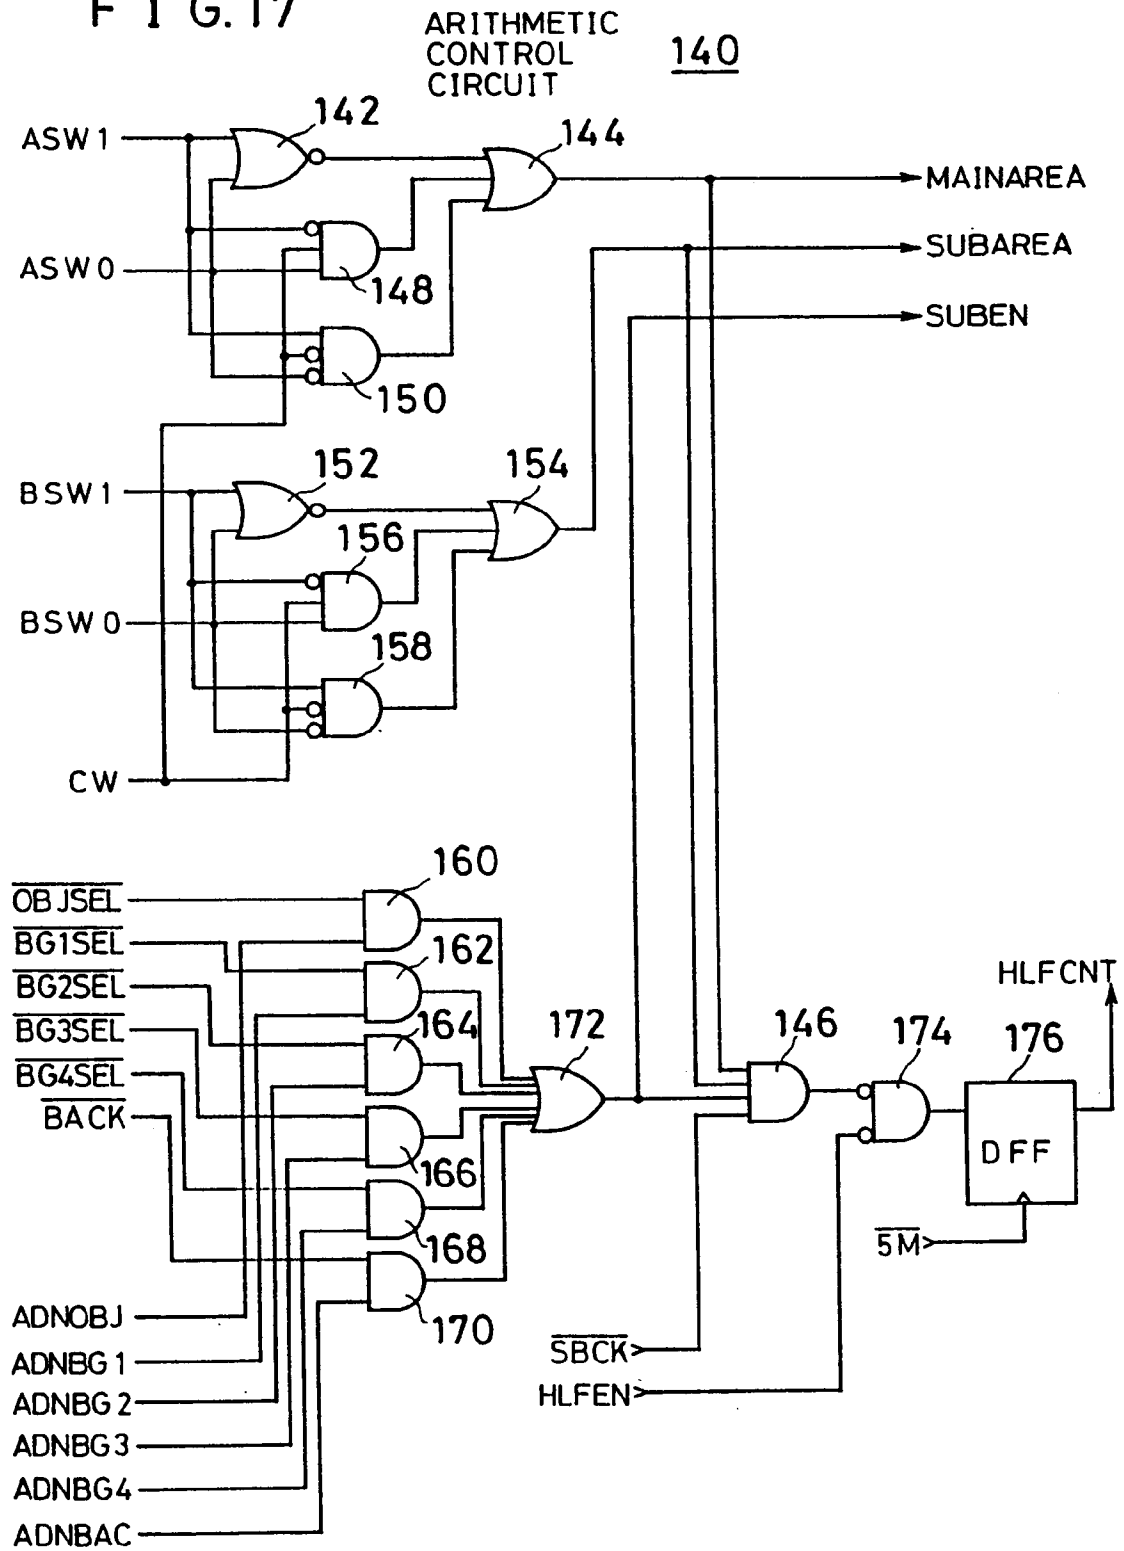 F I G. 17
ARITHMETIC
CONTROL
CIRCUIT
140
142
144
ASW1
MAINAREA
SUBAREA
ASW0
148
SUBEN
150
152
154
BSW1
156
BSW0
158
CW
160
OBJSEL
BG1SEL
162
BG2SEL
HLFCNT
BG3SEL
164
172
146
174
176
BG4SEL
BACK
DFF
166
168
5M
ADNOBJ
170
SBCK
ADNBG1
HLFEN
ADNBG2
ADNBG3
ADNBG4
ADNBAC